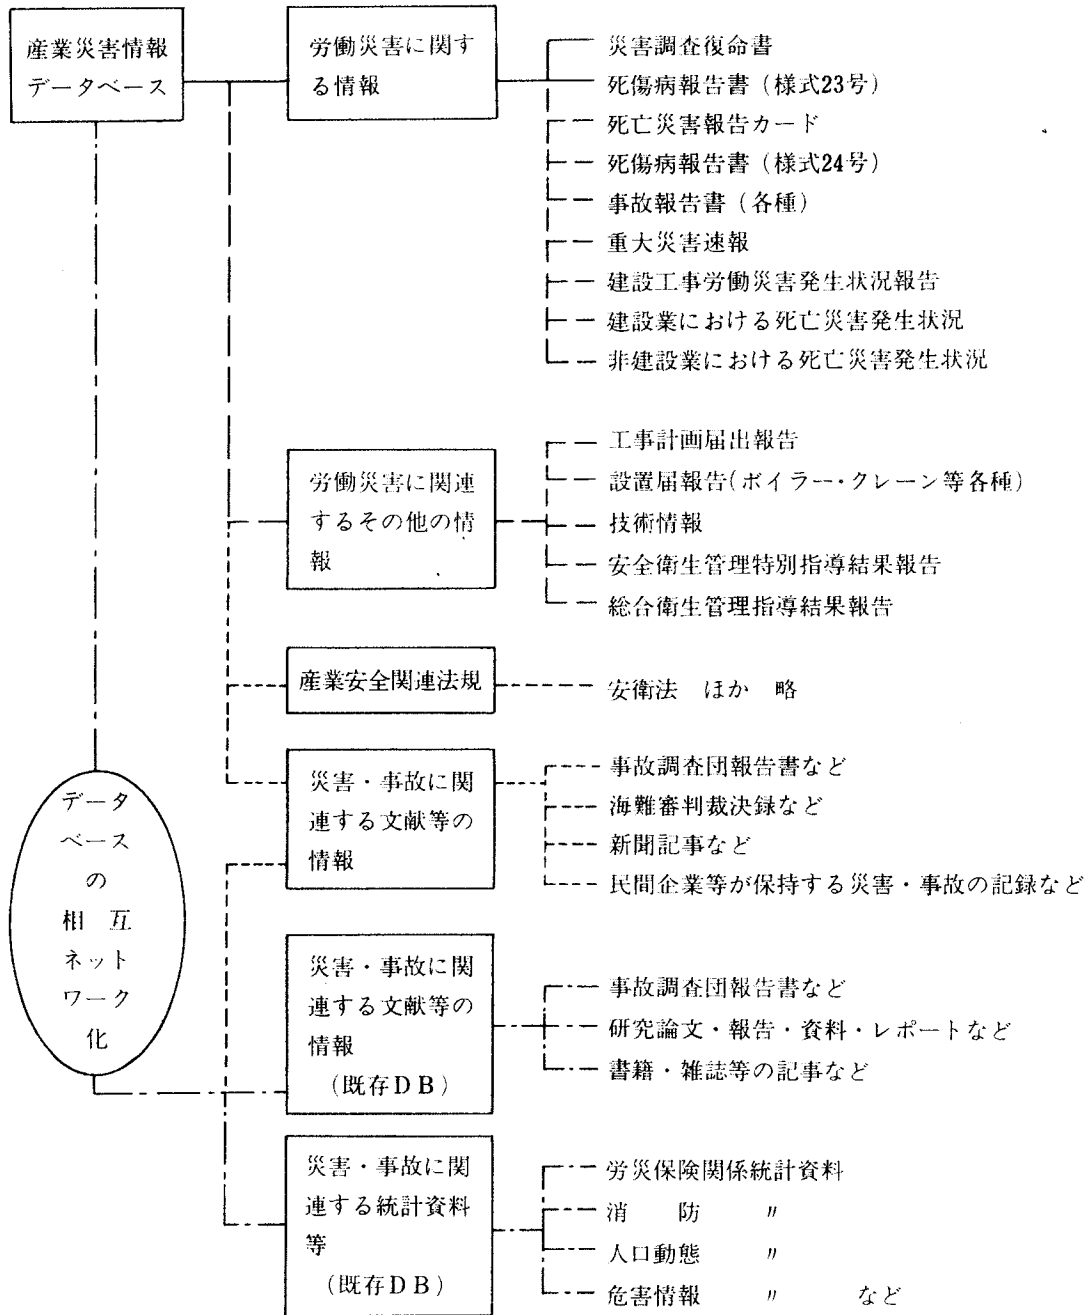 産業災害情報
データベース
労働災害に関す
る情報
災害調査復命書
死傷病報告書(様式23号)
死亡災害報告カード
死傷病報告書(様式24号)
事故報告書(各種)
重大災害速報
建設工事労働災害発生状況報告
建設業における死亡災害発生状況
非建設業における死亡災害発生状況
労働災害に関連
するその他の情
報
工事計画届出報告
設置届報告(ボイラー・クレーン等各種)
技術情報
安全衛生管理特別指導結果報告
総合衛生管理指導結果報告
産業安全関連法規
安衛法 ほか 略
災害・事故に関
連する文献等の
情報
事故調査団報告書など
海難審判裁決録など
新聞記事など
民間企業等が保持する災害・事故の記録など
データ
ベース
の
相互
ネット
ワーク
化
災害・事故に関
連する文献等の
情報
(既存DB)
事故調査団報告書など
研究論文・報告・資料・レポートなど
書籍・雑誌等の記事など
災害・事故に関
連する統計資料
等
(既存DB)
労災保険関係統計資料
消 防 〃
人口動態 〃
危害情報 〃 など